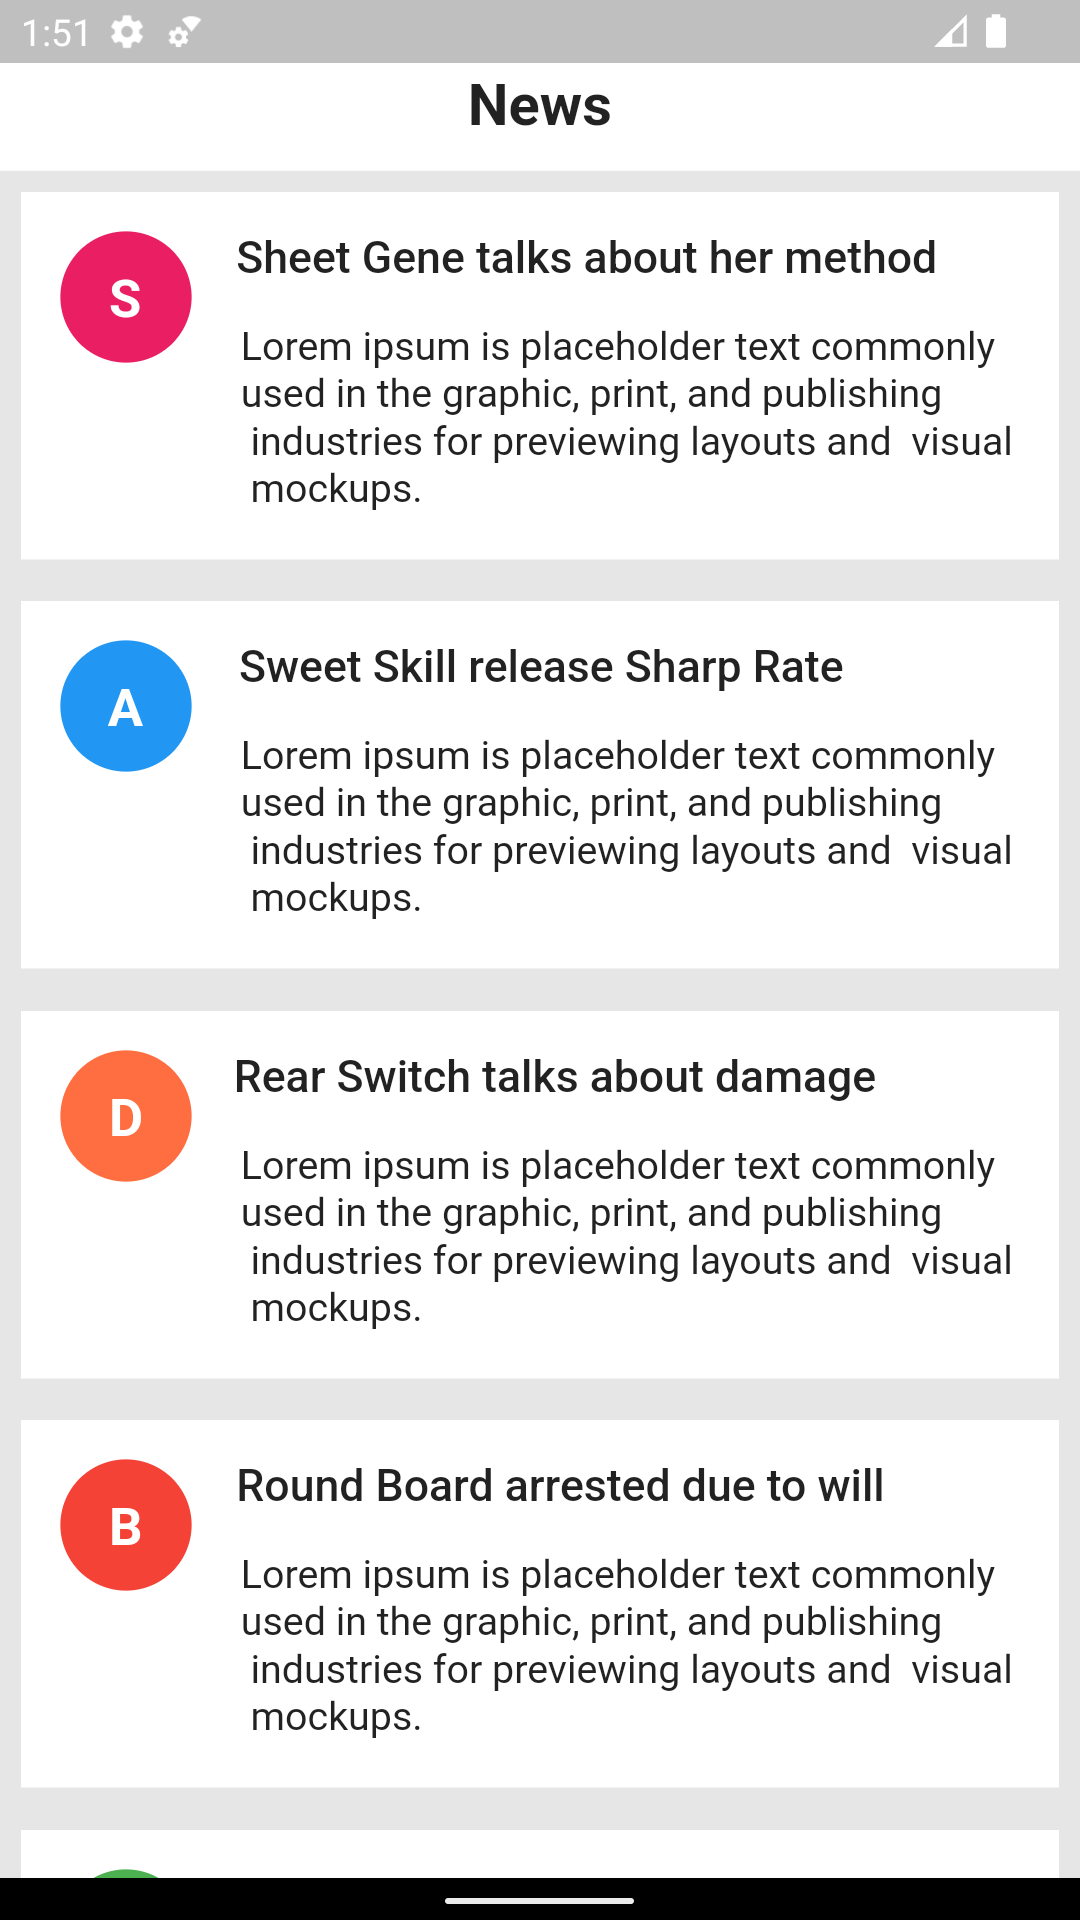 1:51
News
S
Sheet Gene talks about her method
Lorem ipsum is placeholder text commonly
used in the graphic, print, and publishing
industries for previewing layouts and  visual
mockups.
A
Sweet Skill release Sharp Rate
Lorem ipsum is placeholder text commonly
used in the graphic, print, and publishing
industries for previewing layouts and  visual
mockups.
D
Rear Switch talks about damage
Lorem ipsum is placeholder text commonly
used in the graphic, print, and publishing
industries for previewing layouts and  visual
mockups.
B
Round Board arrested due to will
Lorem ipsum is placeholder text commonly
used in the graphic, print, and publishing
industries for previewing layouts and  visual
mockups.